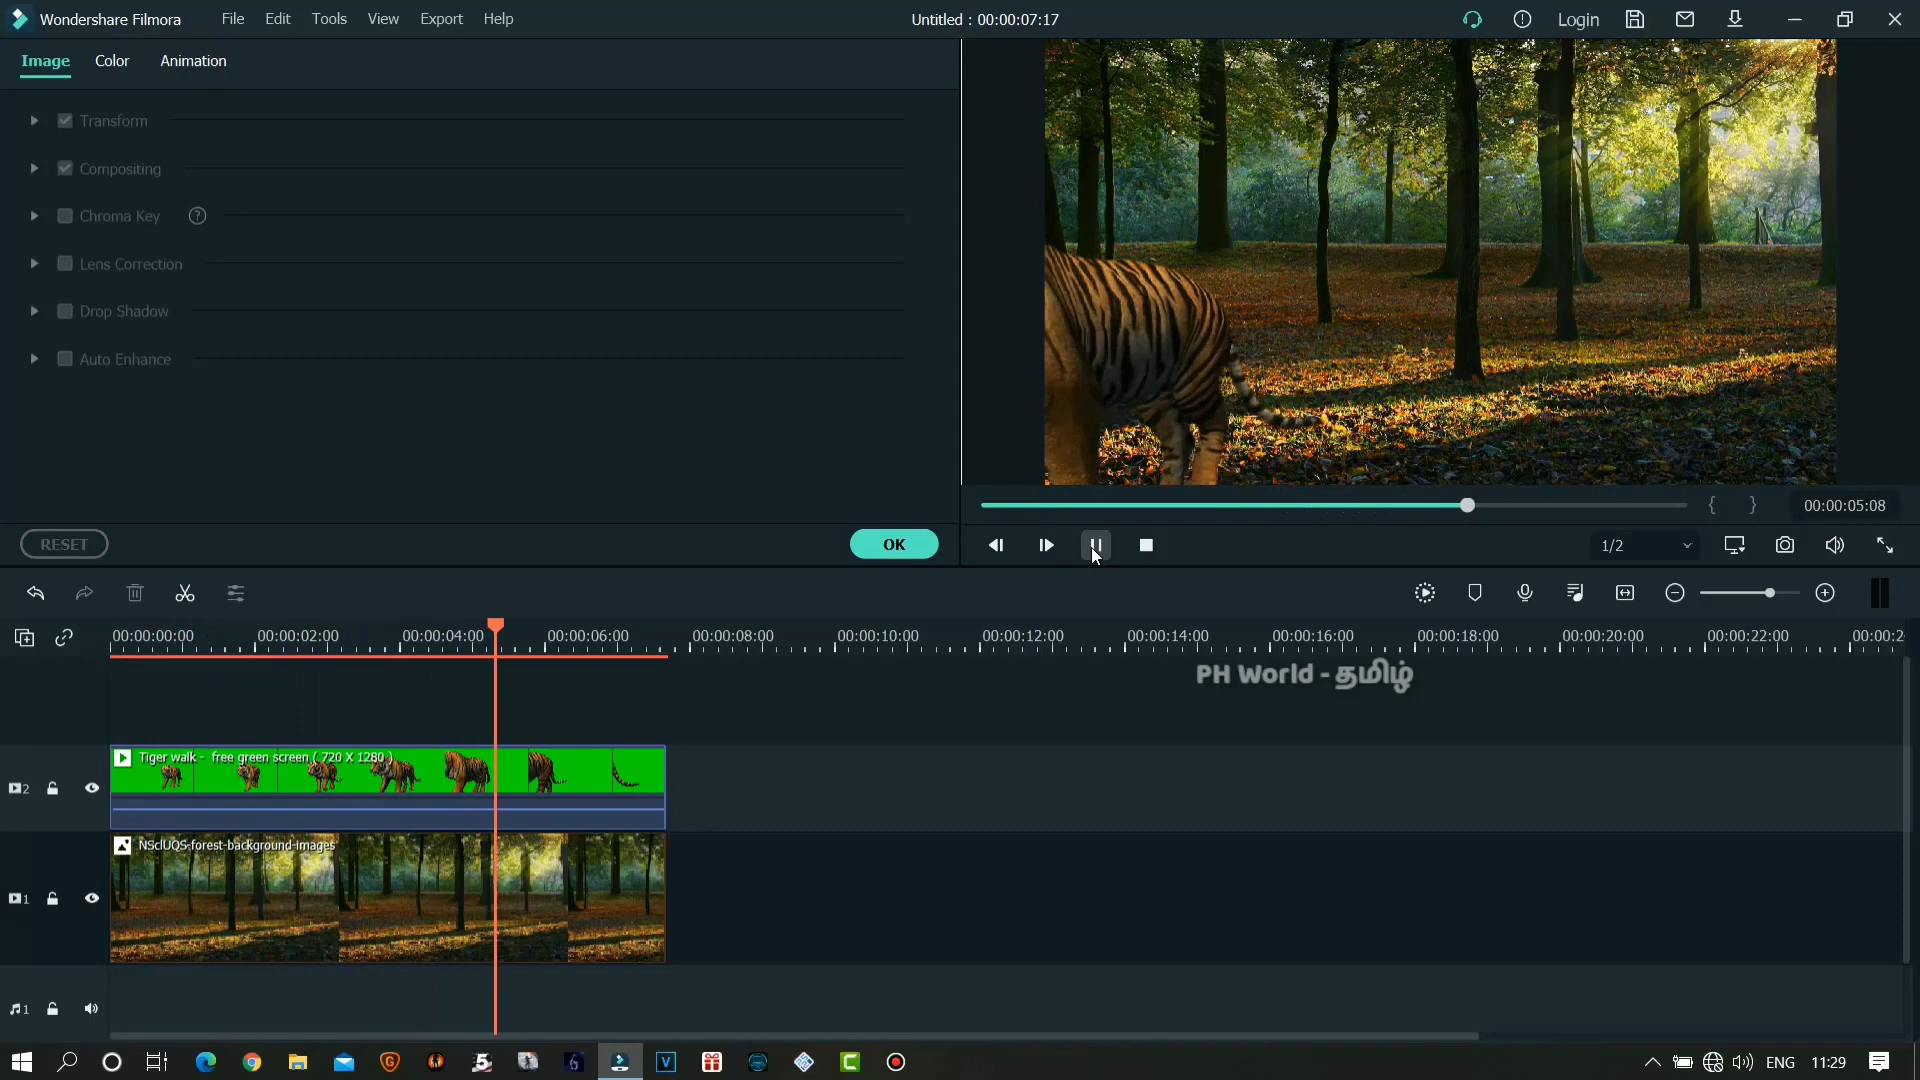 Wondershare Filmora File Edit Tools View Export Help Untitled : 00:00:07:17 Login
Image Color Animation
Transform
Compositing
Chroma Key ?
Lens Correction
Drop Shadow
Auto Enhance
RESET OK
{ } 00:00:05:08
1/2
00:00:00:00 00:00:02:00 00:00:04:00 00:00:06:00 00:00:08:00 00:00:10:00 00:00:12:00 00:00:14:00 00:00:16:00 00:00:18:00 00:00:20:00 00:00:22:00 00:00:2
PH World - தமிழ்
Tiger walk - free green screen ( 720 X 1280 )
2
NSclUQS-forest-background-images
1
1
ENG 11:29